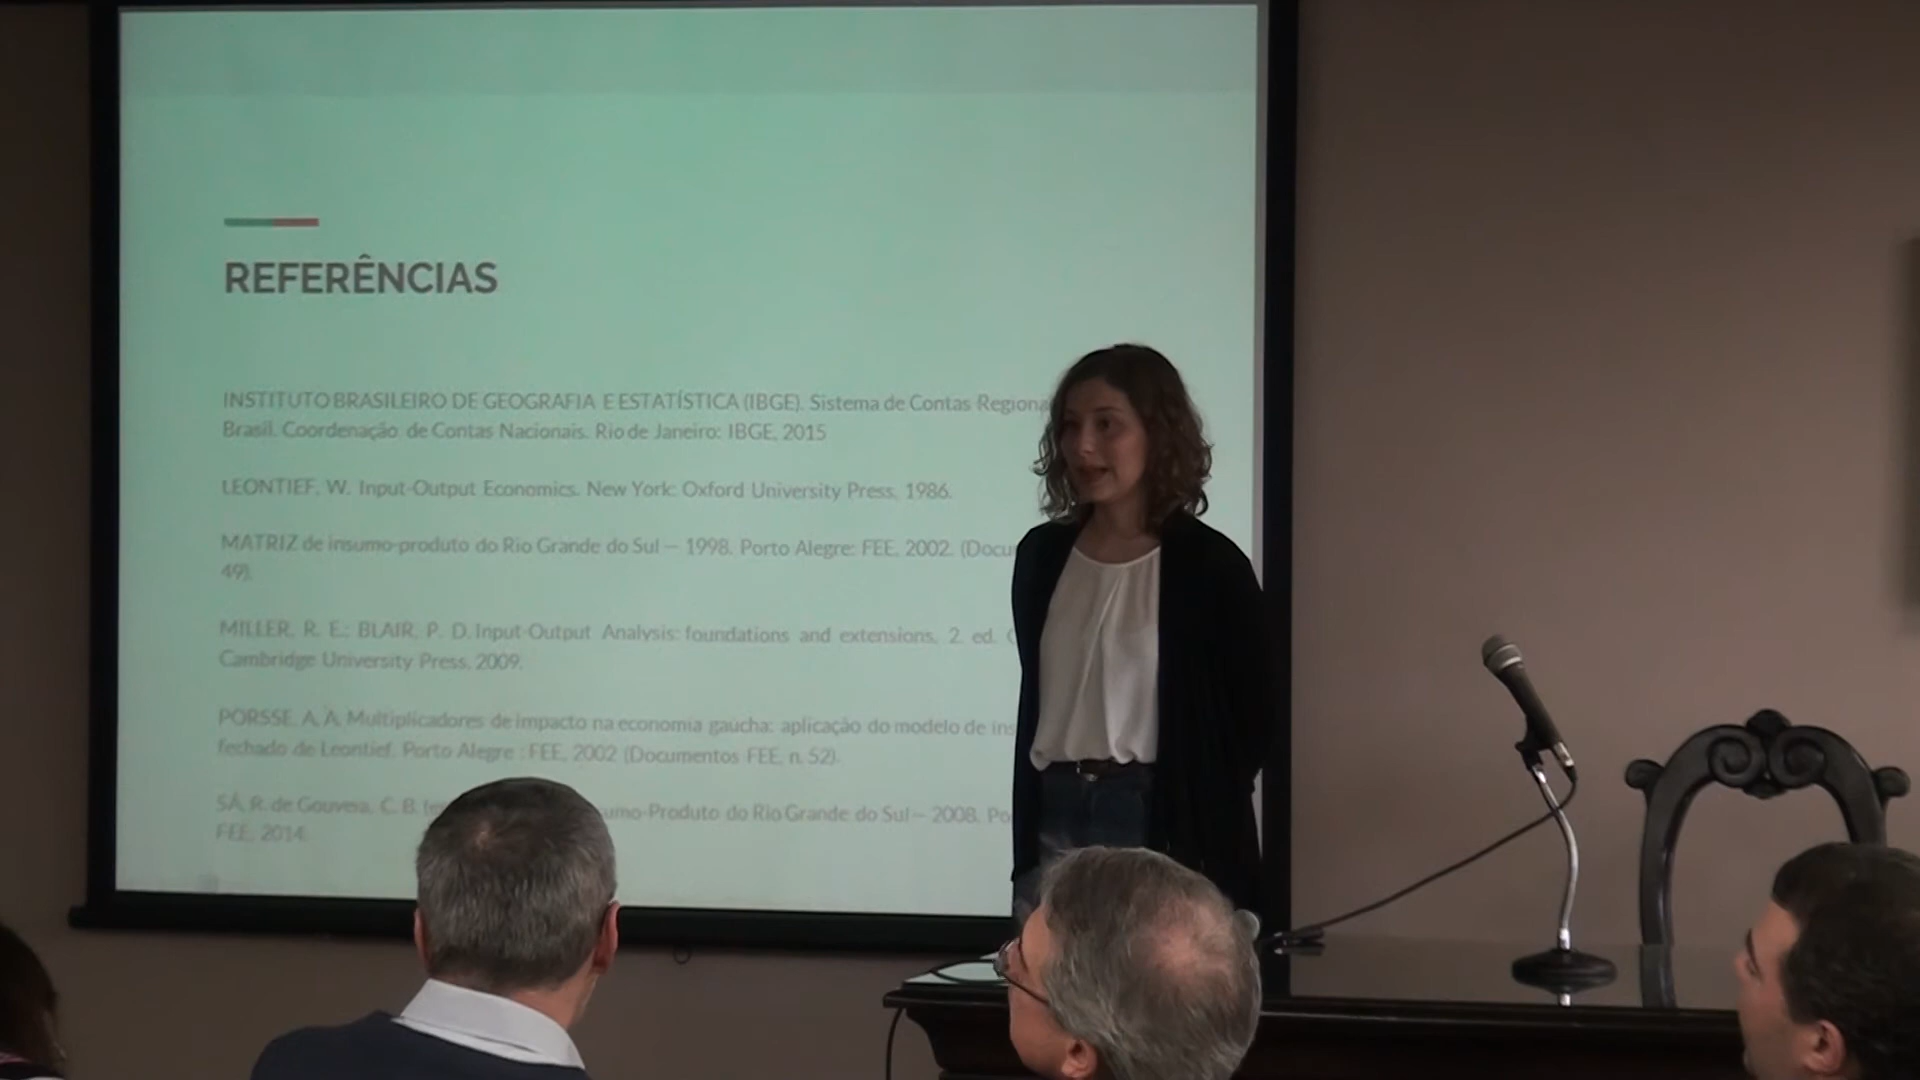 REFERÊNCIAS
INSTITUTO BRASILEIRO DE GEOGRAFIA E ESTATÍSTICA (IBGE). Sistema de Contas Regiona
Brasil. Coordenação de Contas Nacionais. Rio de Janeiro: IBGE, 2015
LEONTIEF, W. Input-Output Economics. New York: Oxford University Press, 1986.
MATRIZ de insumo-produto do Rio Grande do Sul — 1998. Porto Alegre: FEE, 2002. (Docu
49).
MILLER, R. E.; BLAIR, P. D. Input-Output Analysis: foundations and extensions, 2. ed.
Cambridge University Press, 2009.
PORSSE, A. A. Multiplicadores de impacto na economia gaúcha: aplicação do modelo de ins
fechado de Leontief. Porto Alegre : FEE, 2002 (Documentos FEE, n. 52).
SÁ, R. de Gouveia, C. B. umo-Produto do Rio Grande do Sul — 2008. Po
FEE, 2014.